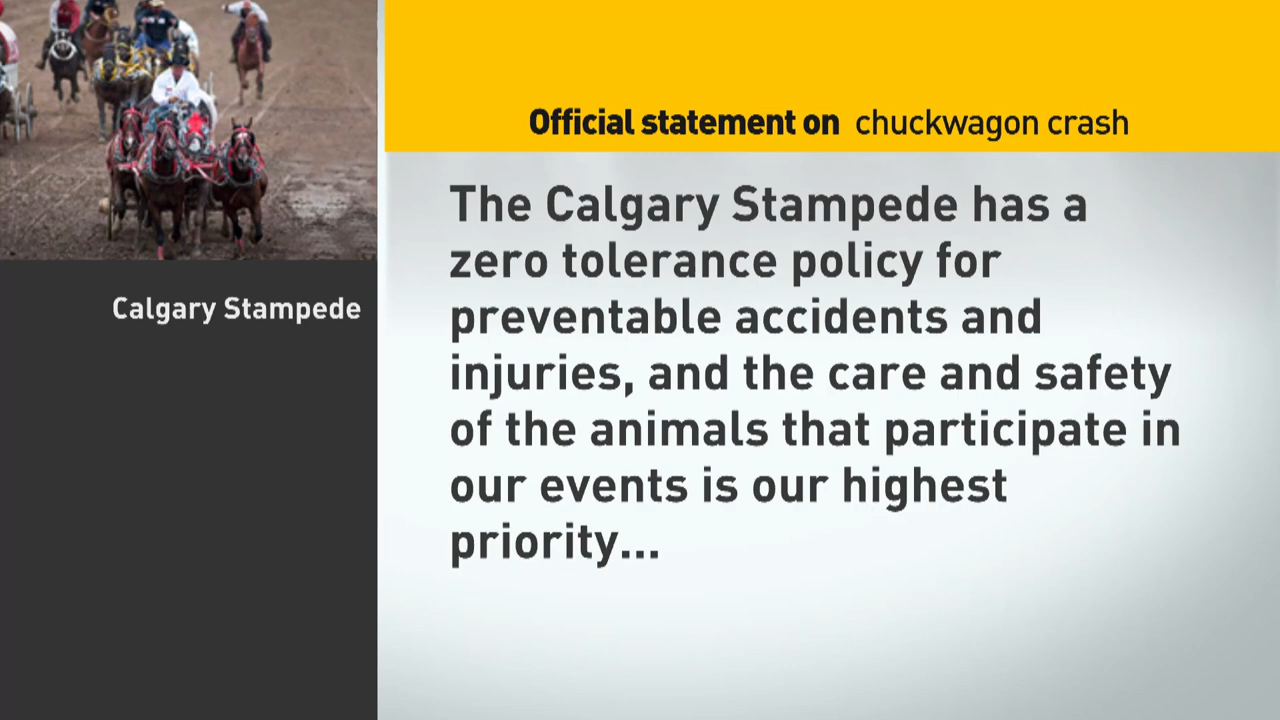 Official statement on chuckwagon crash
The Calgary Stampede has a
zero tolerance policy for
preventable accidents and
injuries, and the care and safety
of the animals that participate in
our events is our highest
priority...
Calgary Stampede